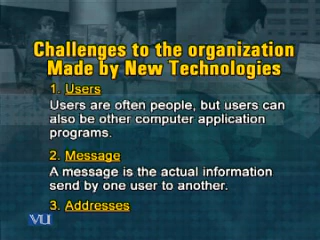 Challenges to the organization
Made by New Technologies
1. Users
Users are often people, but users can
also be other computer application
programs.
2. Message
A message is the actual information
send by one user to another.
3. Addresses
VU